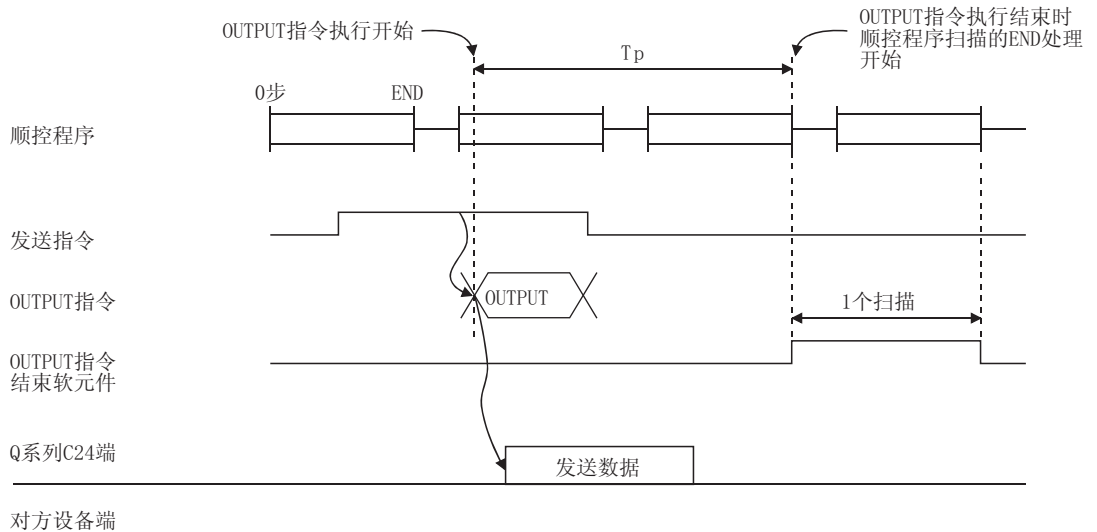 OUTPUT指令执行开始
OUTPUT指令执行结束时
顺控程序扫描的END处理
开始
Tp
0步
END
顺控程序
发送指令
OUTPUT指令
OUTPUT
1个扫描
OUTPUT指令
结束软元件
Q系列C24端
发送数据
对方设备端